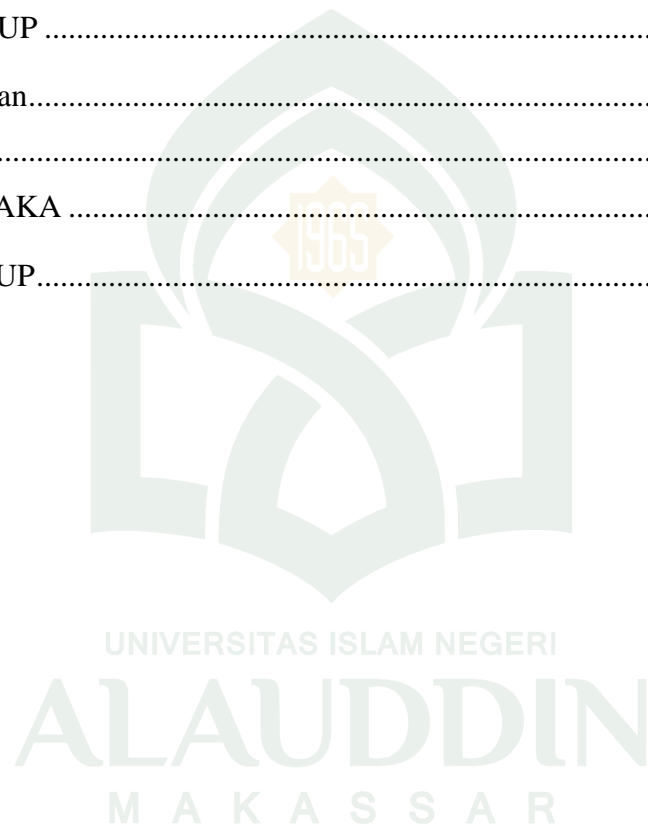 UP ................................................................................
an................................................................................
................................................................................
AKA ................................................................................
1965
UP................................................................................
UNIVERSITAS ISLAM NEGERI
ALAUDDIN
M A K A S S A R